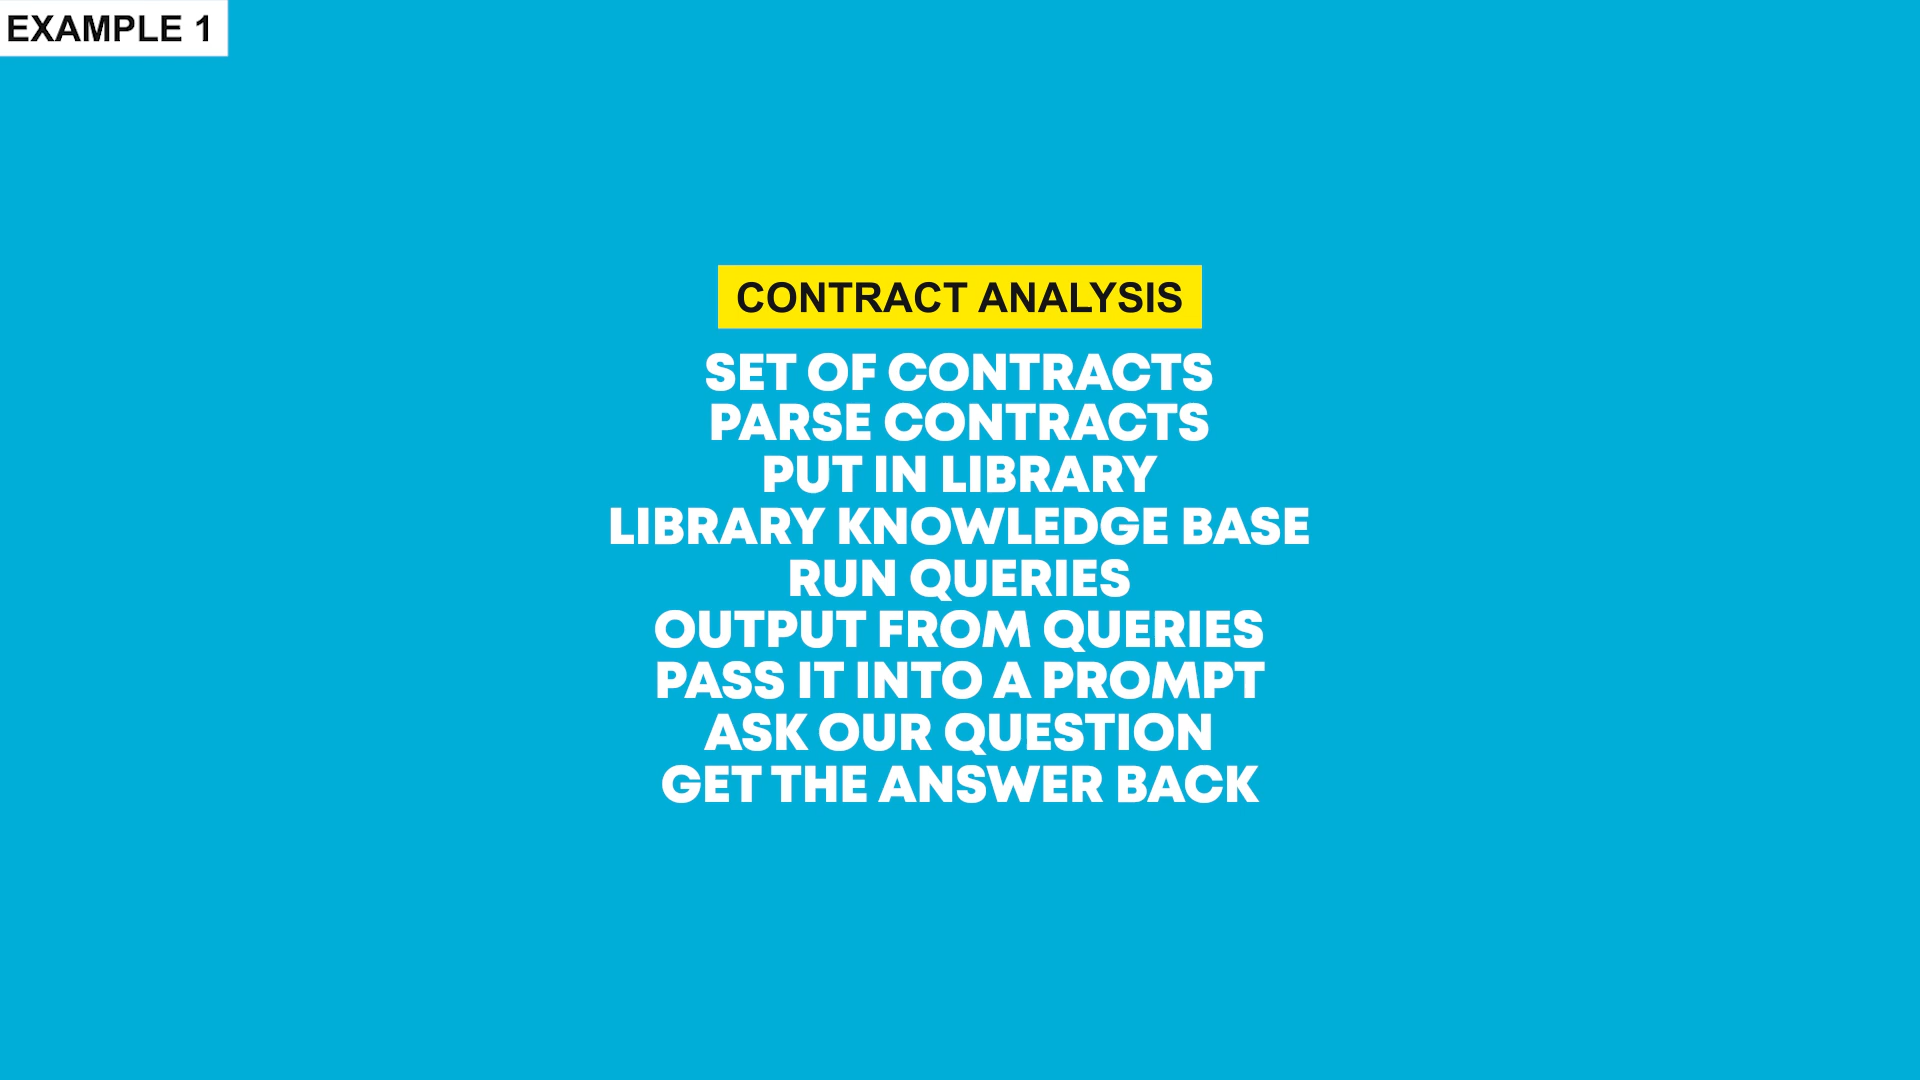 EXAMPLE 1
CONTRACT ANALYSIS
SET OF CONTRACTS
PARSE CONTRACTS
PUT IN LIBRARY
LIBRARY KNOWLEDGE BASE
RUN QUERIES
OUTPUT FROM QUERIES
PASS IT INTO A PROMPT
ASK OUR QUESTION
GET THE ANSWER BACK